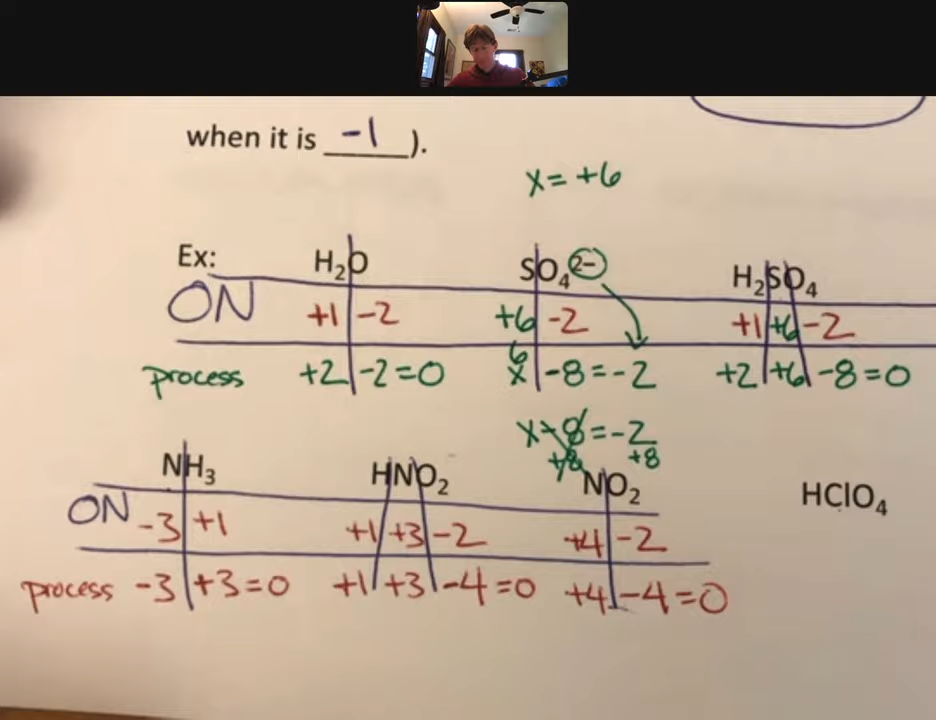 when it is -1 ).
x = +6
Ex: H₂O SO₄²⁻ H₂SO₄
ON +1 -2 +6 -2 +1 +6 -2
6
process +2 -2=0 x -8=-2 +2 +6 -8=0
x-8=-2
+8 +8
NH₃ HNO₂ NO₂ HClO₄
ON -3 +1 +1 +3 -2 +4 -2
process -3 +3=0 +1 +3 -4=0 +4 -4=0